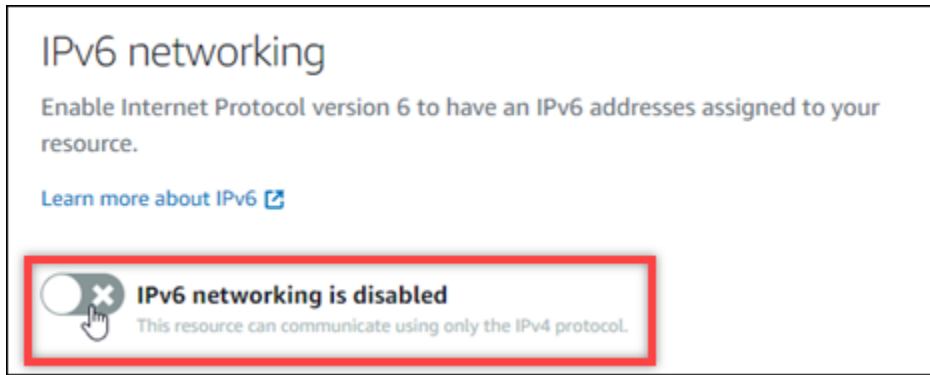 IPv6 networking
Enable Internet Protocol version 6 to have an IPv6 addresses assigned to your
resource.
Learn more about IPv6
IPv6 networking is disabled
This resource can communicate using only the IPv4 protocol.